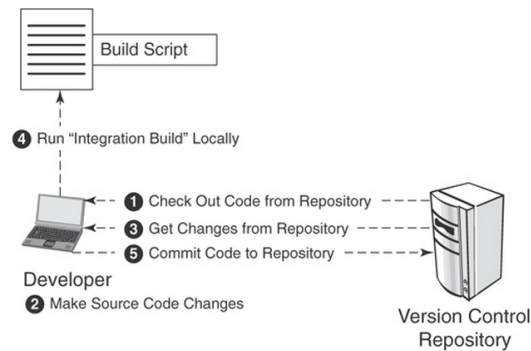 Build Script
4 Run “Integration Build” Locally
1 Check Out Code from Repository
3 Get Changes from Repository
5 Commit Code to Repository
Developer
2 Make Source Code Changes
Version Control
Repository